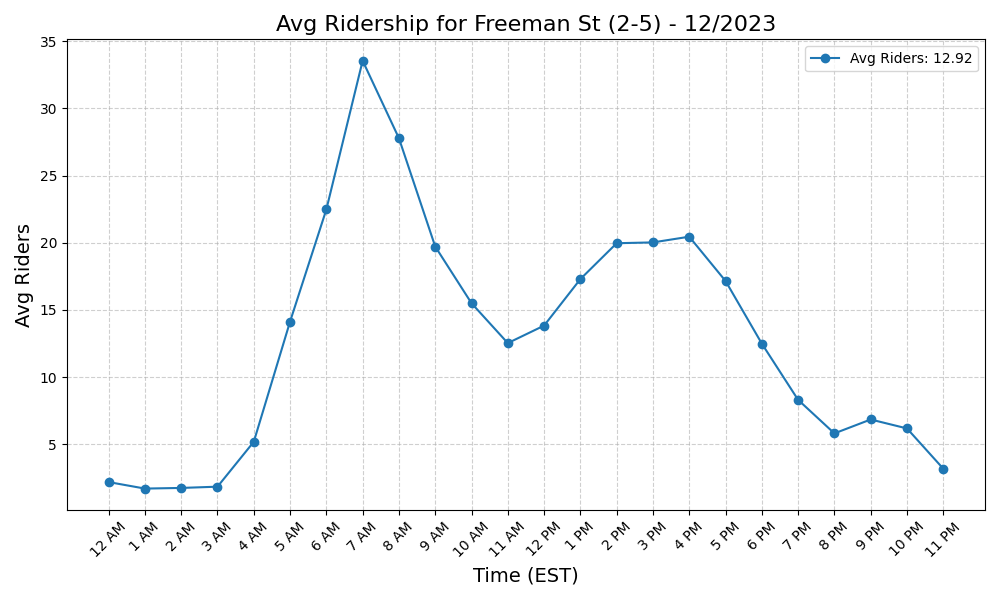 Avg Ridership for Freeman St (2-5) - 12/2023
Avg Riders: 12.92
Avg Riders
35
30
25
20
15
10
5
12 AM
1 AM
2 AM
3 AM
4 AM
5 AM
6 AM
7 AM
8 AM
9 AM
10 AM
11 AM
12 PM
1 PM
2 PM
3 PM
4 PM
5 PM
6 PM
7 PM
8 PM
9 PM
10 PM
11 PM
Time (EST)